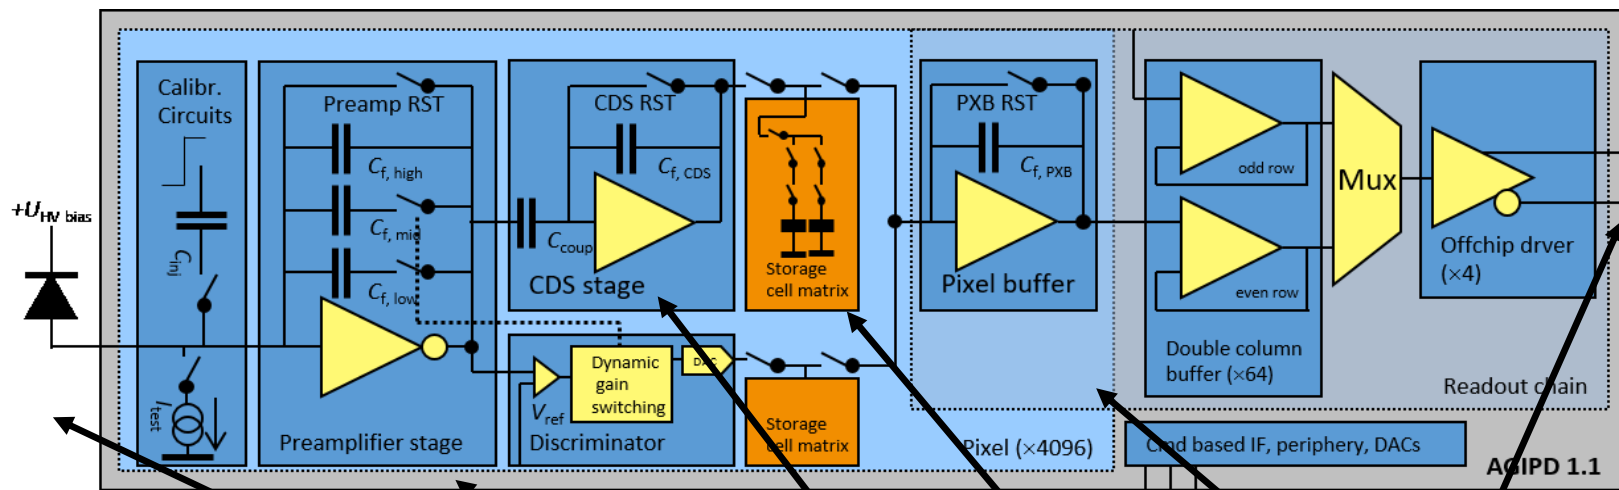 Calibr.
Circuits
+U_HV bias
C_inj
I_test
Preamp RST
C_f, high
C_f, mid
C_f, low
Preamplifier stage
CDS RST
C_f, CDS
C_coup
CDS stage
V_ref
Dynamic
gain
switching
DAC
Discriminator
Storage
cell matrix
Storage
cell matrix
PXB RST
C_f, PXB
Pixel buffer
Pixel (×4096)
odd row
even row
Double column
buffer (×64)
Mux
Offchip drver
(×4)
Readout chain
Cmd based IF, periphery, DACs
AGIPD 1.1